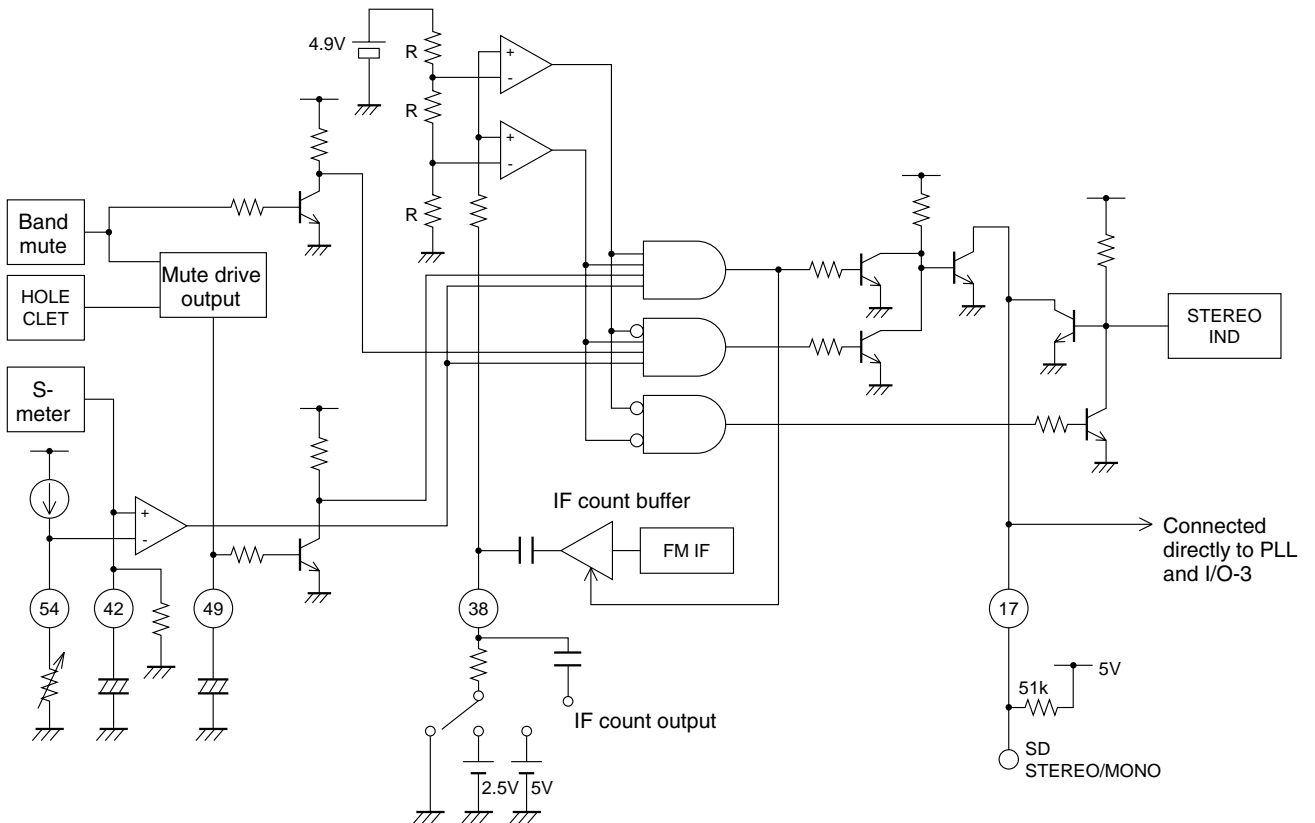 4.9V
R
+
-
R
+
-
R
Band
mute
Mute drive
output
HOLE
CLET
STEREO
IND
S-
meter
+
-
IF count buffer
FM IF
Connected
directly to PLL
and I/O-3
54
42
49
38
17
51k
5V
IF count output
2.5V
5V
SD
STEREO/MONO